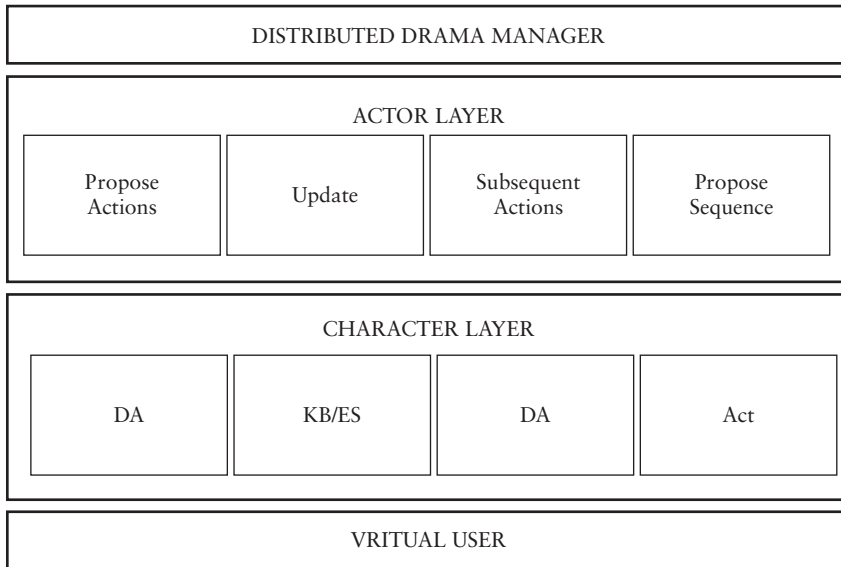 DISTRIBUTED DRAMA MANAGER
ACTOR LAYER
Propose
Actions
Update
Subsequent
Actions
Propose
Sequence
CHARACTER LAYER
DA
KB/ES
DA
Act
VRITUAL USER